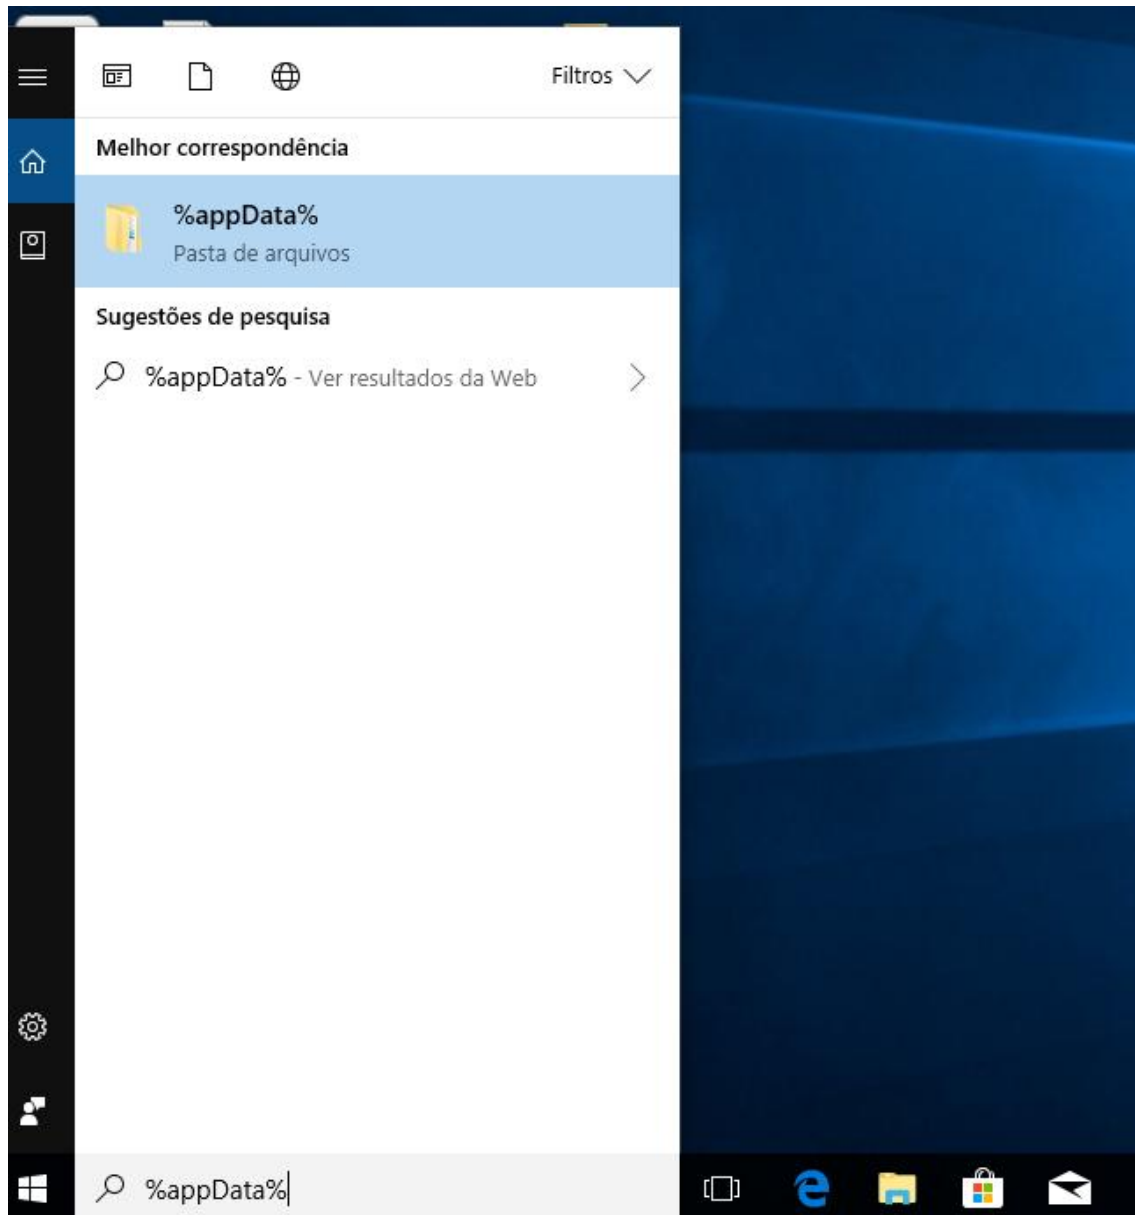 Filtros
Melhor correspondência
%appData%
Pasta de arquivos
Sugestões de pesquisa
%appData% - Ver resultados da Web
%appData%